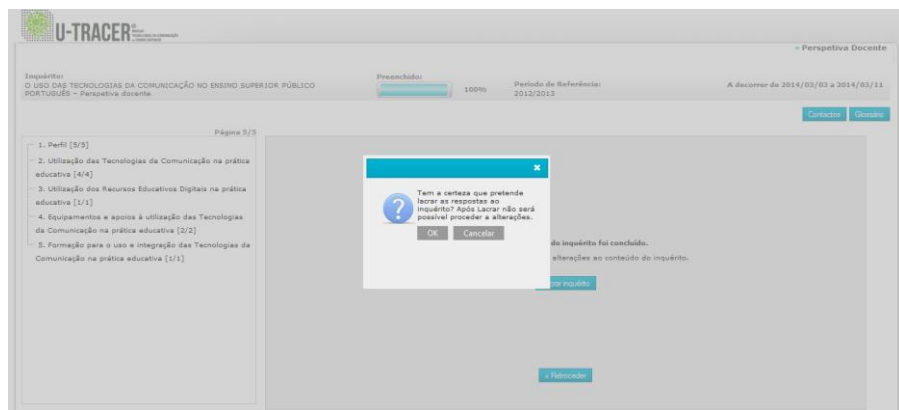 U-TRACER®
» Perspetiva Docente
Inquérito:
O USO DAS TECNOLOGIAS DA COMUNICAÇÃO NO ENSINO SUPERIOR PÚBLICO
PORTUGUÊS – Perspetiva docente.
Preenchido:
100%
Período de Referência:
2012/2013
A decorrer de 2014/03/03 a 2014/03/11
Contactos
Glossário
Página 5/5
1. Perfil [5/5]
2. Utilização das Tecnologias da Comunicação na prática
educativa [4/4]
3. Utilização dos Recursos Educativos Digitais na prática
educativa [1/1]
4. Equipamentos e apoios à utilização das Tecnologias
da Comunicação na prática educativa [2/2]
5. Formação para o uso e integração das Tecnologias da
Comunicação na prática educativa [1/1]
Tem a certeza que pretende
lacrar as respostas ao
inquérito? Após Lacrar não será
possível proceder a alterações.
OK
Cancelar
do inquérito foi concluído.
alterações ao conteúdo do inquérito.
inquérito
« Retroceder